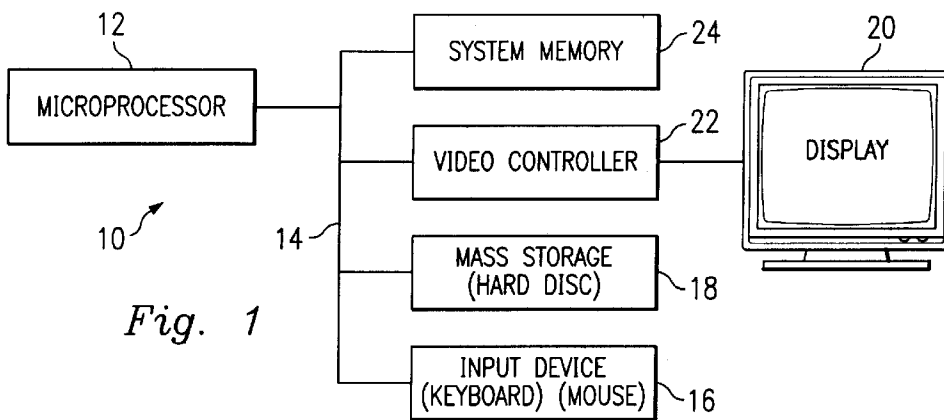 12
MICROPROCESSOR
10
14
SYSTEM MEMORY
24
VIDEO CONTROLLER
22
20
DISPLAY
MASS STORAGE
(HARD DISC)
18
INPUT DEVICE
(KEYBOARD) (MOUSE)
16
Fig. 1